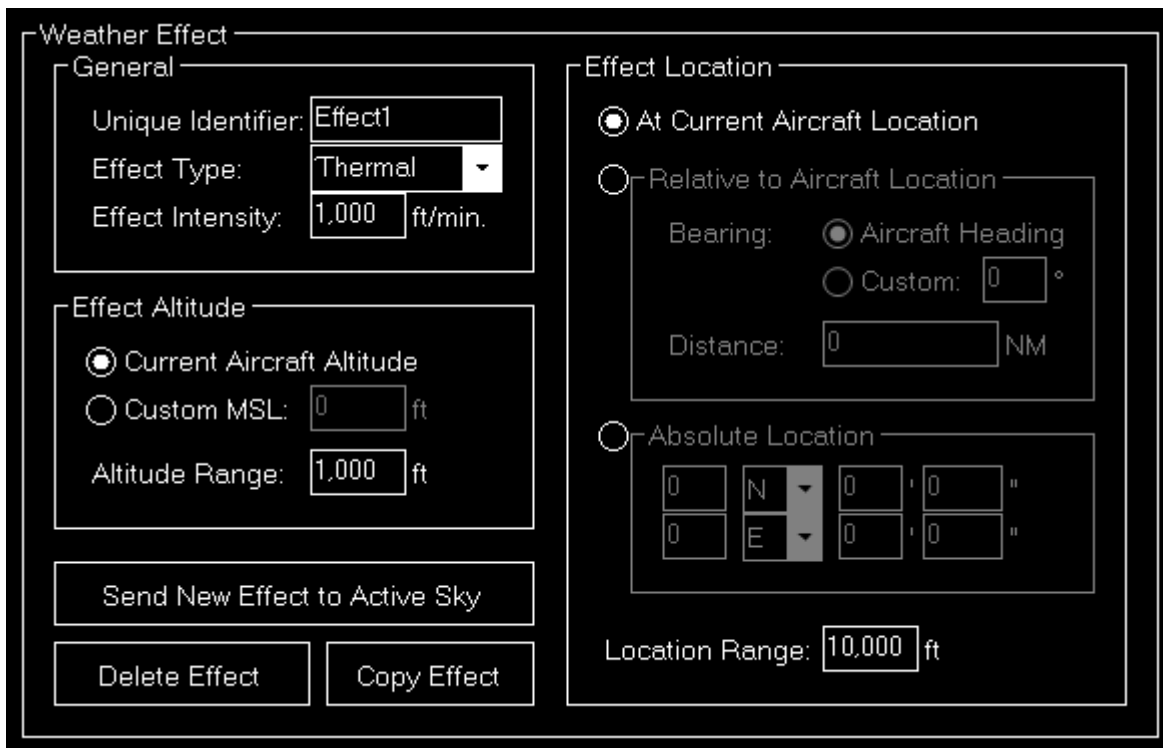 Weather Effect
General
Unique Identifier: Effect1
Effect Type: Thermal
Effect Intensity: 1,000 ft/min.
Effect Altitude
Current Aircraft Altitude
Custom MSL: 0 ft
Altitude Range: 1,000 ft
Send New Effect to Active Sky
Delete Effect
Copy Effect
Effect Location
At Current Aircraft Location
Relative to Aircraft Location
Bearing: Aircraft Heading
Custom: 0 °
Distance: 0 NM
Absolute Location
0 N 0 ' 0 "
0 E 0 ' 0 "
Location Range: 10,000 ft